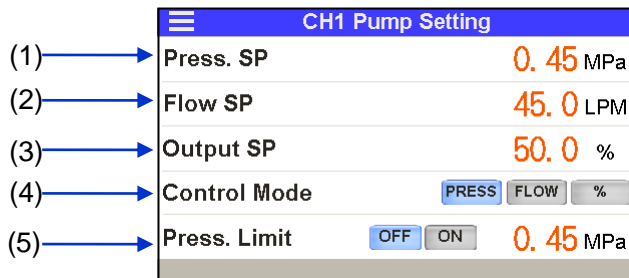 CH1 Pump Setting
(1) Press. SP 0.45 MPa
(2) Flow SP 45.0 LPM
(3) Output SP 50.0 %
(4) Control Mode PRESS FLOW %
(5) Press. Limit OFF ON 0.45 MPa